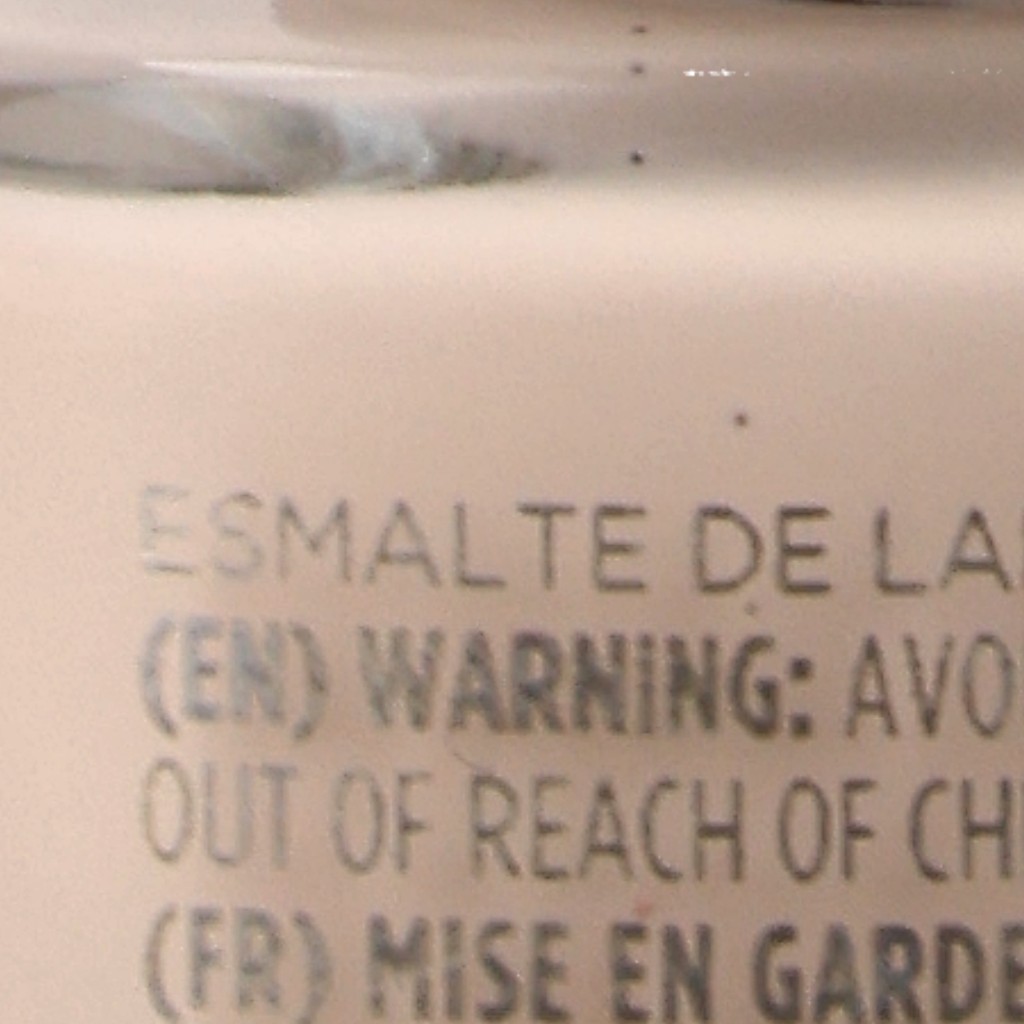 ESMALTE DE LA
(EN) WARNING: AVO
OUT OF REACH OF CH
(FR) MISE EN GARDE